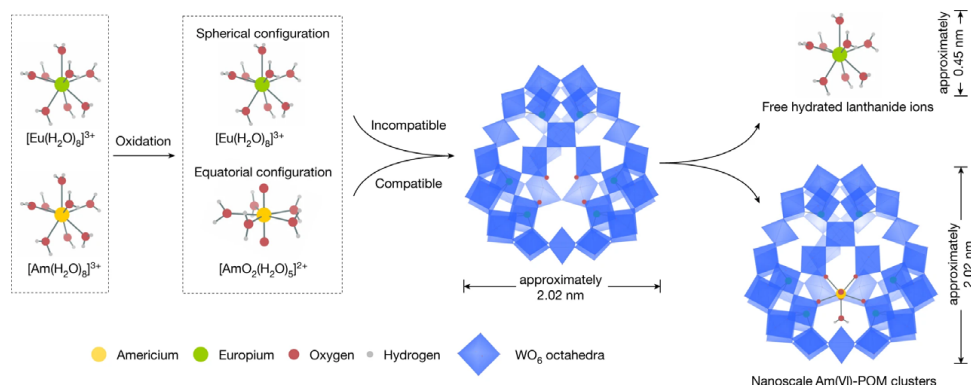 [Eu(H₂O)₈]³⁺
[Am(H₂O)₈]³⁺
Oxidation
Spherical configuration
[Eu(H₂O)₈]³⁺
Equatorial configuration
[AmO₂(H₂O)₅]²⁺
Incompatible
Compatible
approximately
2.02 nm
approximately
0.45 nm
Free hydrated lanthanide ions
approximately
2.02 nm
Nanoscale Am(VI)-POM clusters
Americium
Europium
Oxygen
Hydrogen
WO₆ octahedra